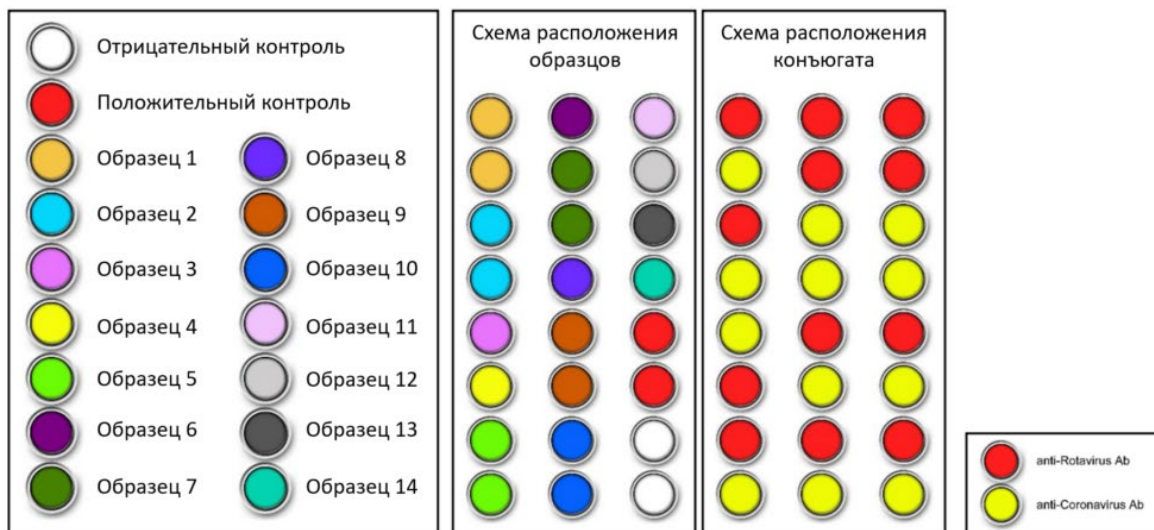 Отрицательный контроль
Положительный контроль
Образец 1
Образец 2
Образец 3
Образец 4
Образец 5
Образец 6
Образец 7
Образец 8
Образец 9
Образец 10
Образец 11
Образец 12
Образец 13
Образец 14
Схема расположения
образцов
Схема расположения
конъюгата
anti-Rotavirus Ab
anti-Coronavirus Ab